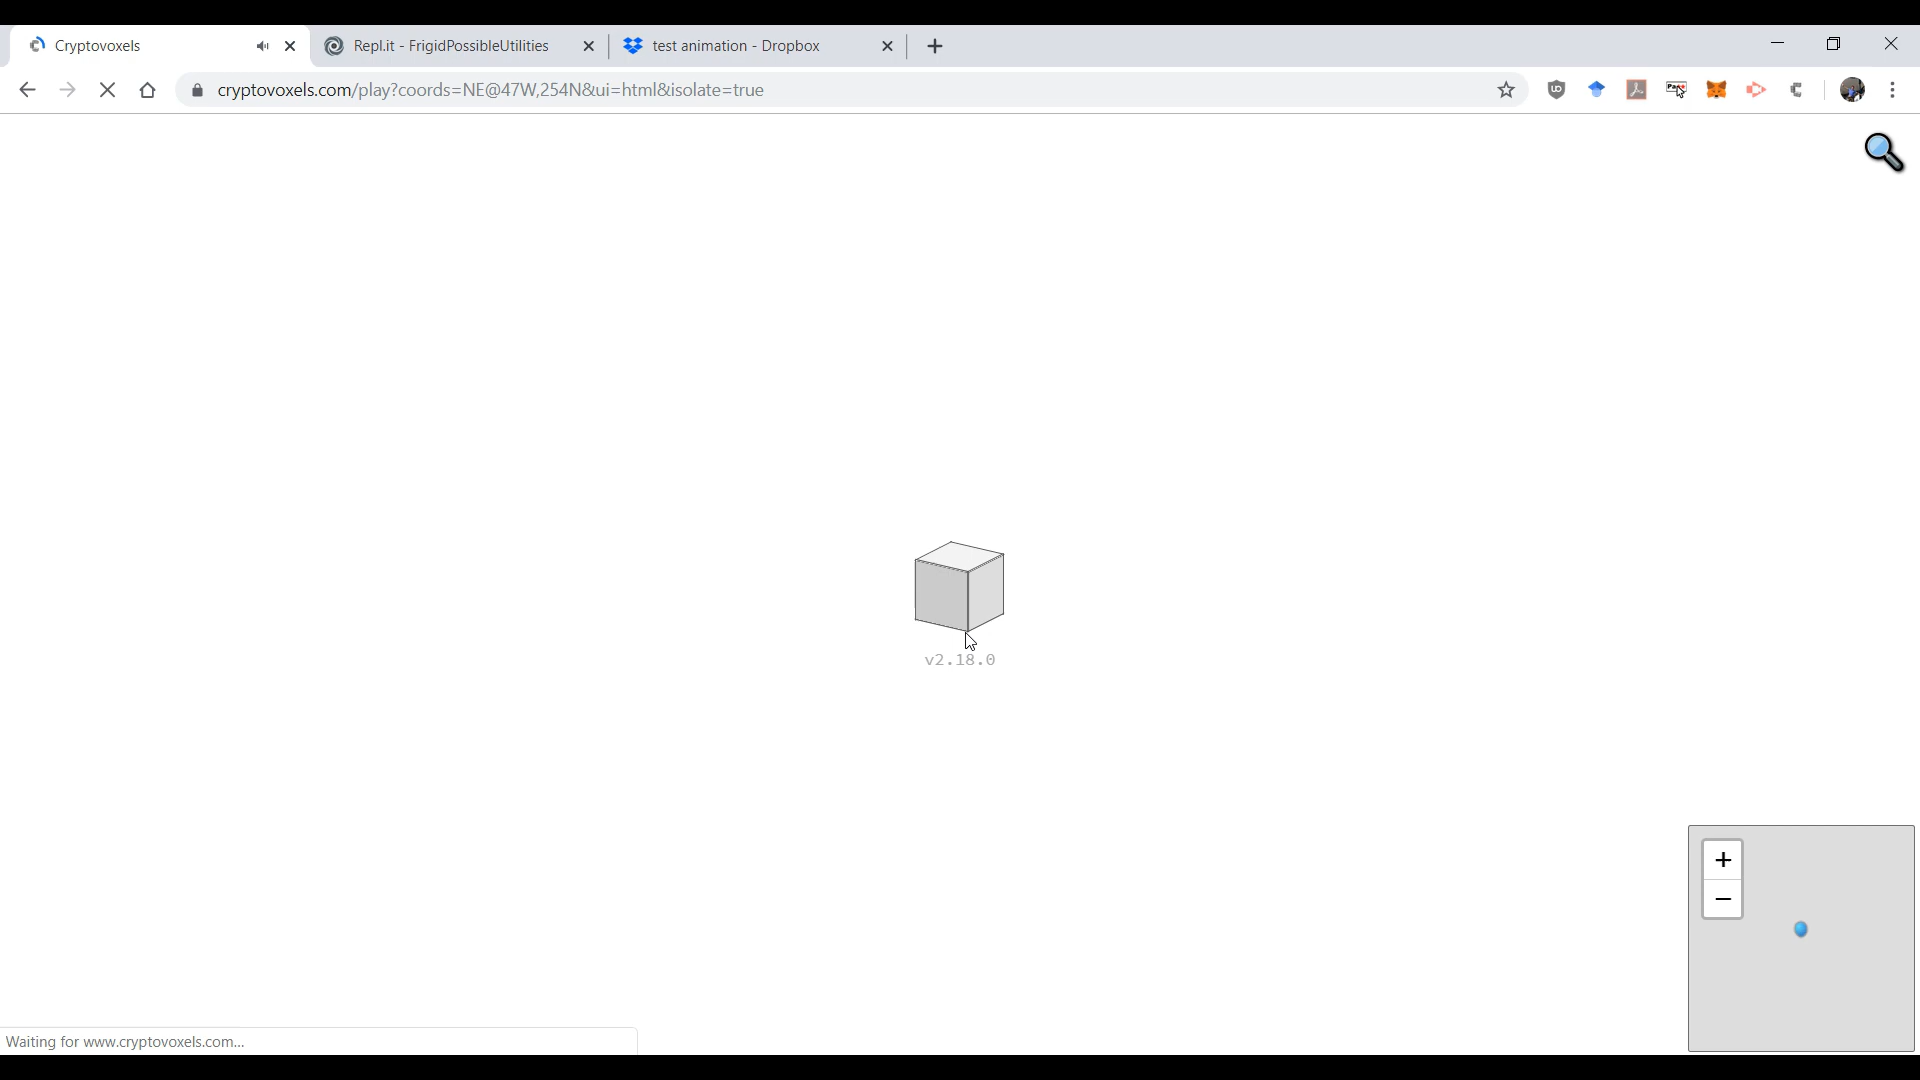 Cryptovoxels
Repl.it - FrigidPossibleUtilities
test animation - Dropbox
cryptovoxels.com/play?coords=NE@47W,254N&ui=html&isolate=true
v2.18.0
+
−
Waiting for www.cryptovoxels.com...